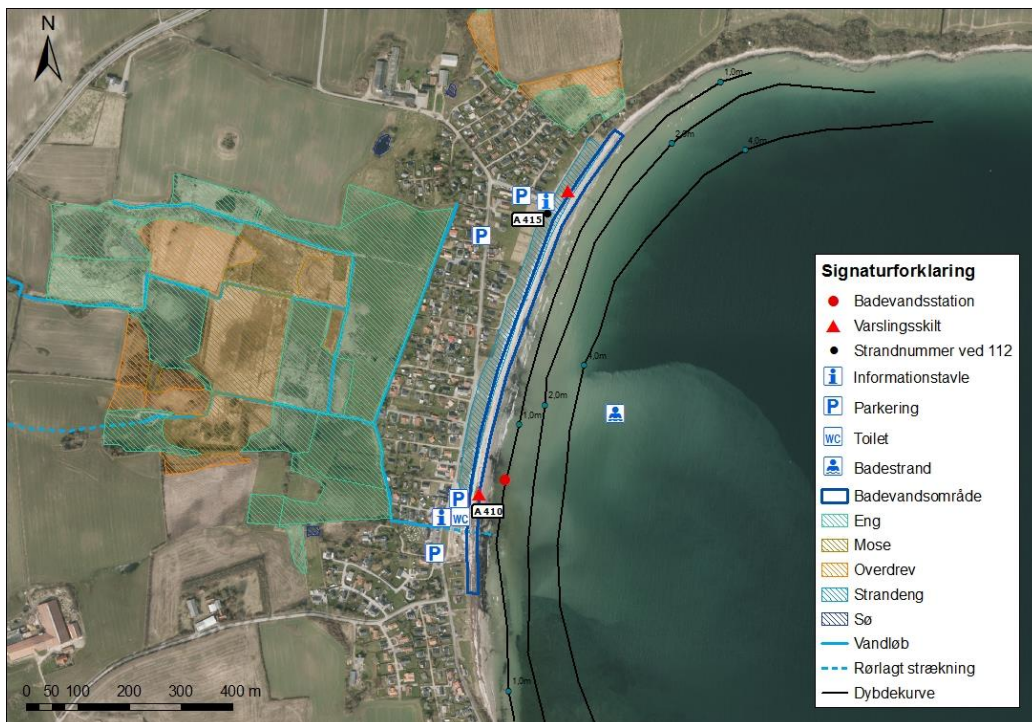 N
1,0m
2,0m
4,0m
P
i
A 415
P
4,0m
2,0m
1,0m
P
A 410
i
WC
P
1,0m
0 50 100 200 300 400 m
Signaturforklaring
Badevandsstation
Varslingsskilt
Strandnummer ved 112
i Informationstavle
P Parkering
WC Toilet
Badestrand
Badevandsområde
Eng
Mose
Overdrev
Strandeng
Sø
Vandløb
Rørlagt strækning
Dybdekurve